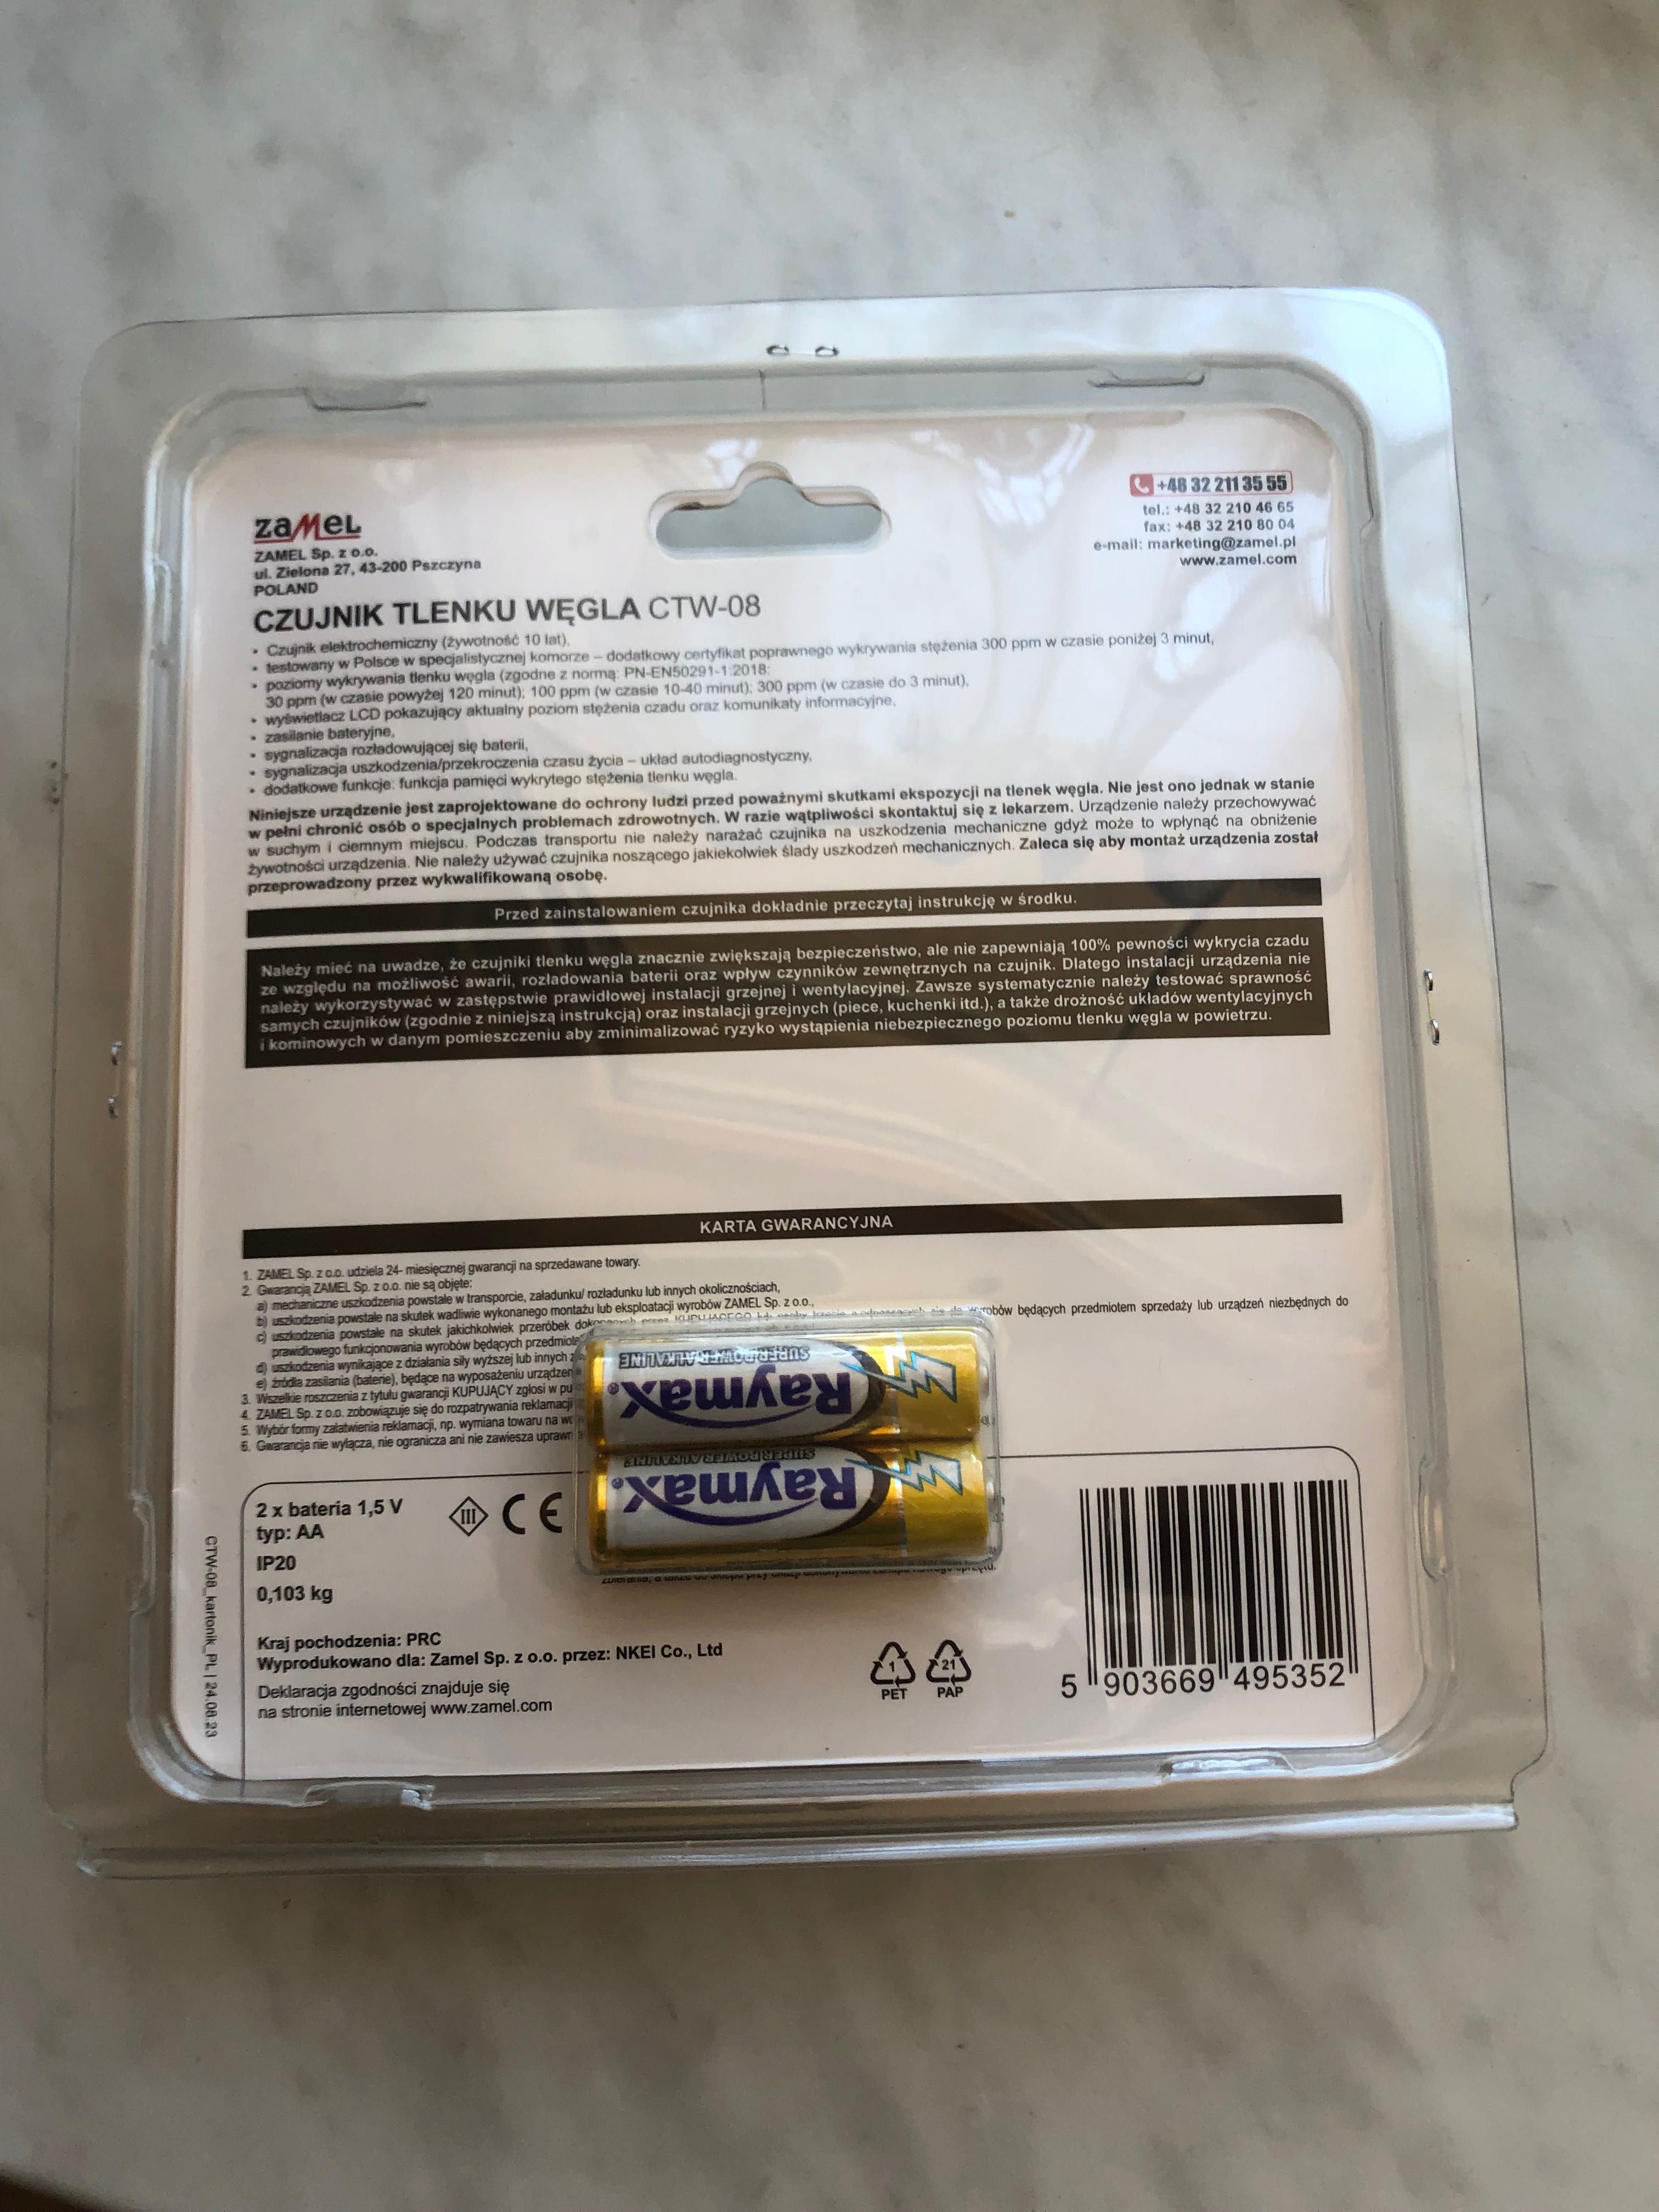 zaMeL
ZAMEL Sp. z o.o.
ul. Zielona 27, 43-200 Pszczyna
POLAND
+48 32 211 35 55
tel.: +48 32 210 46 65
fax: +48 32 210 80 04
e-mail: marketing@zamel.pl
www.zamel.com
CZUJNIK TLENKU WĘGLA CTW-08
• Czujnik elektrochemiczny (żywotność 10 lat),
• testowany w Polsce w specjalistycznej komorze – dodatkowy certyfikat poprawnego wykrywania stężenia 300 ppm w czasie poniżej 3 minut,
• poziomy wykrywania tlenku węgla (zgodne z normą: PN-EN50291-1:2018:
30 ppm (w czasie powyżej 120 minut); 100 ppm (w czasie 10-40 minut); 300 ppm (w czasie do 3 minut),
• wyświetlacz LCD pokazujący aktualny poziom stężenia czadu oraz komunikaty informacyjne,
• zasilanie bateryjne,
• sygnalizacja rozładowującej się baterii,
• sygnalizacja uszkodzenia/przekroczenia czasu życia – układ autodiagnostyczny,
• dodatkowe funkcje: funkcja pamięci wykrytego stężenia tlenku węgla.
Niniejsze urządzenie jest zaprojektowane do ochrony ludzi przed poważnymi skutkami ekspozycji na tlenek węgla. Nie jest ono jednak w stanie
w pełni chronić osób o specjalnych problemach zdrowotnych. W razie wątpliwości skontaktuj się z lekarzem. Urządzenie należy przechowywać
w suchym i ciemnym miejscu. Podczas transportu nie należy narażać czujnika na uszkodzenia mechaniczne gdyż może to wpłynąć na obniżenie
żywotności urządzenia. Nie należy używać czujnika noszącego jakiekolwiek ślady uszkodzeń mechanicznych. Zaleca się aby montaż urządzenia został
przeprowadzony przez wykwalifikowaną osobę.
Przed zainstalowaniem czujnika dokładnie przeczytaj instrukcję w środku.
Należy mieć na uwadze, że czujniki tlenku węgla znacznie zwiększają bezpieczeństwo, ale nie zapewniają 100% pewności wykrycia czadu
ze względu na możliwość awarii, rozładowania baterii oraz wpływ czynników zewnętrznych na czujnik. Dlatego instalacji urządzenia nie
należy wykorzystywać w zastępstwie prawidłowej instalacji grzejnej i wentylacyjnej. Zawsze systematycznie należy testować sprawność
samych czujników (zgodnie z niniejszą instrukcją) oraz instalacji grzejnych (piece, kuchenki itd.), a także drożność układów wentylacyjnych
i kominowych w danym pomieszczeniu aby zminimalizować ryzyko wystąpienia niebezpiecznego poziomu tlenku węgla w powietrzu.
KARTA GWARANCYJNA
1. ZAMEL Sp. z o.o. udziela 24- miesięcznej gwarancji na sprzedawane towary.
2. Gwarancją ZAMEL Sp. z o.o. nie są objęte:
a) mechaniczne uszkodzenia powstałe w transporcie, załadunku/ rozładunku lub innych okolicznościach,
b) uszkodzenia powstałe na skutek wadliwie wykonanego montażu lub eksploatacji wyrobów ZAMEL Sp. z o.o.,
c) uszkodzenia powstałe na skutek jakichkolwiek przeróbek dokonanych przez KUPUJĄCEGO lub osoby trzecie a odnoszących się do wyrobów będących przedmiotem sprzedaży lub urządzeń niezbędnych do
prawidłowego funkcjonowania wyrobów będących
d) uszkodzenia wynikające z działania siły wyższej lub innych
e) źródła zasilania (baterie), będące na wyposażeniu
3. Wszelkie roszczenia z tytułu gwarancji KUPUJĄCY zgłosi w
4. ZAMEL Sp. z o.o. zobowiązuje się do rozpatrywania reklamacji
5. Wybór formy załatwienia reklamacji, np. wymiana towaru na
6. Gwarancja nie wyłącza, nie ogranicza ani nie zawiesza
Raymax®
SUPERPOWER ALKALINE
Raymax®
SUPERPOWER ALKALINE
2 x bateria 1,5 V
typ: AA
IP20
0,103 kg
III CE
Kraj pochodzenia: PRC
Wyprodukowano dla: Zamel Sp. z o.o. przez: NKEI Co., Ltd
Deklaracja zgodności znajduje się
na stronie internetowej www.zamel.com
1
PET
21
PAP
5 903669 495352
CTW-08_kartonik_PL | 24.08.23